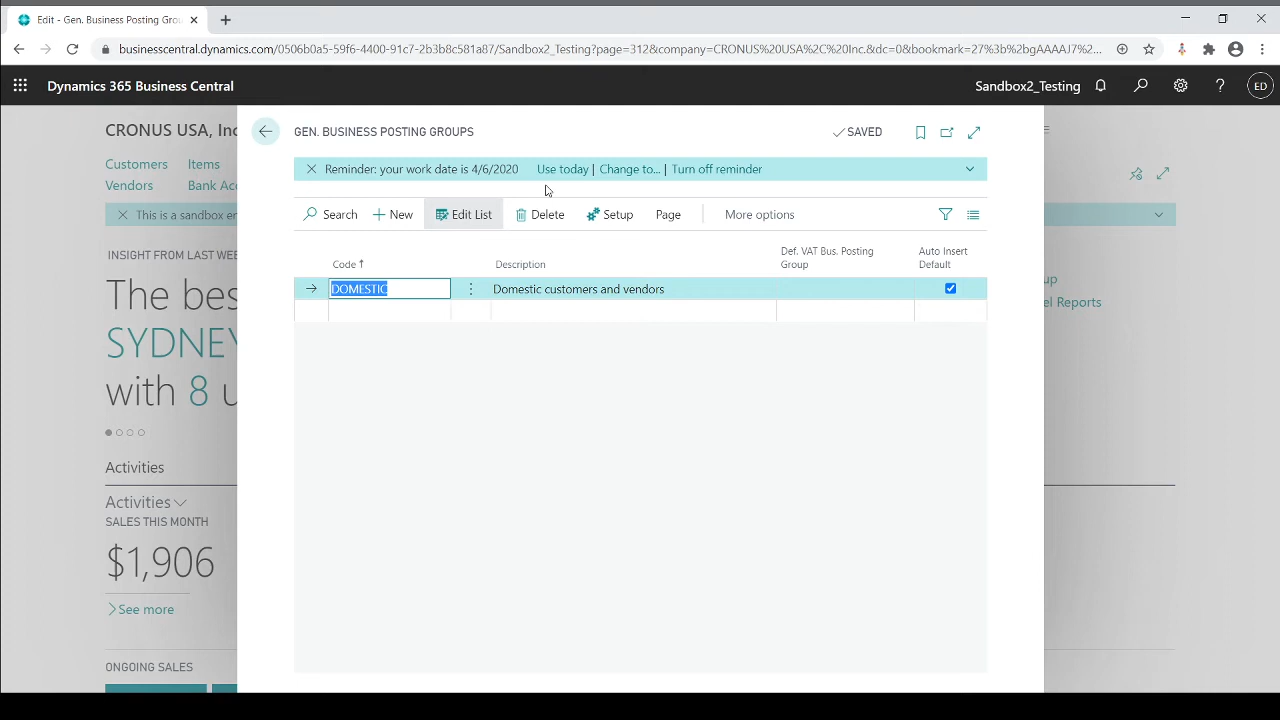 Edit - Gen. Business Posting Grou
businesscentral.dynamics.com/0506b0a5-59f6-4400-91c7-2b3b8c581a87/Sandbox2_Testing?page=312&company=CRONUS%20USA%2C%20Inc.&dc=0&bookmark=27%3b%2bgAAAAJ7%2...
Dynamics 365 Business Central
Sandbox2_Testing
ED
CRONUS USA, Inc
Customers Items
Vendors Bank Ac
This is a sandbox en
INSIGHT FROM LAST WEE
The bes
SYDNEY
with 8 u
Activities
Activities
SALES THIS MONTH
$1,906
See more
ONGOING SALES
GEN. BUSINESS POSTING GROUPS
SAVED
Reminder: your work date is 4/6/2020 Use today | Change to... | Turn off reminder
Search New Edit List Delete Setup Page More options
Code ↑ Description Def. VAT Bus. Posting Group Auto Insert Default
DOMESTIC Domestic customers and vendors
up
el Reports